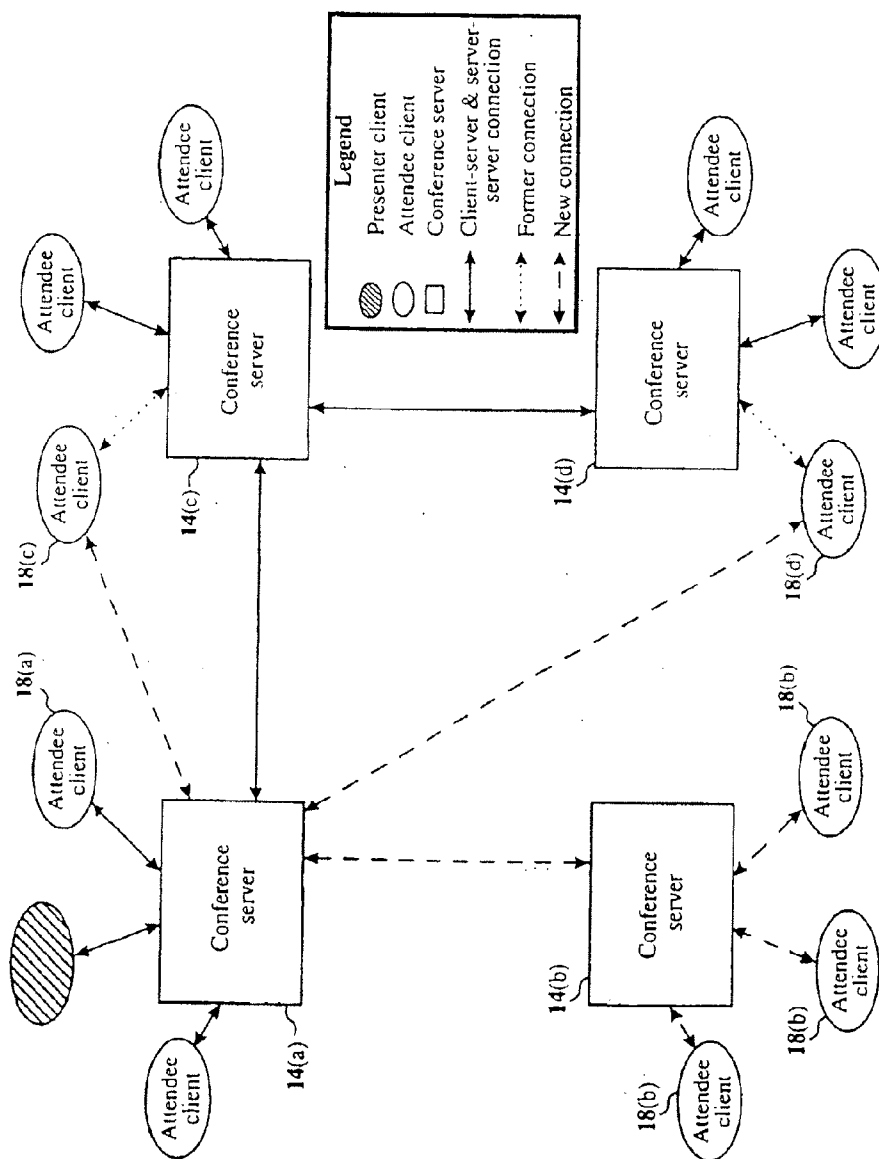 Attendee
client
Conference
server
14(a)
18(a)
Attendee
client
18(c)
Attendee
client
Attendee
client
Attendee
client
Conference
server
14(c)
18(b)
Attendee
client
18(b)
Attendee
client
18(b)
Attendee
client
Conference
server
14(b)
18(d)
Attendee
client
Attendee
client
Attendee
client
Conference
server
14(d)
Legend
Presenter client
Attendee client
Conference server
Client-server & server-
server connection
Former connection
New connection